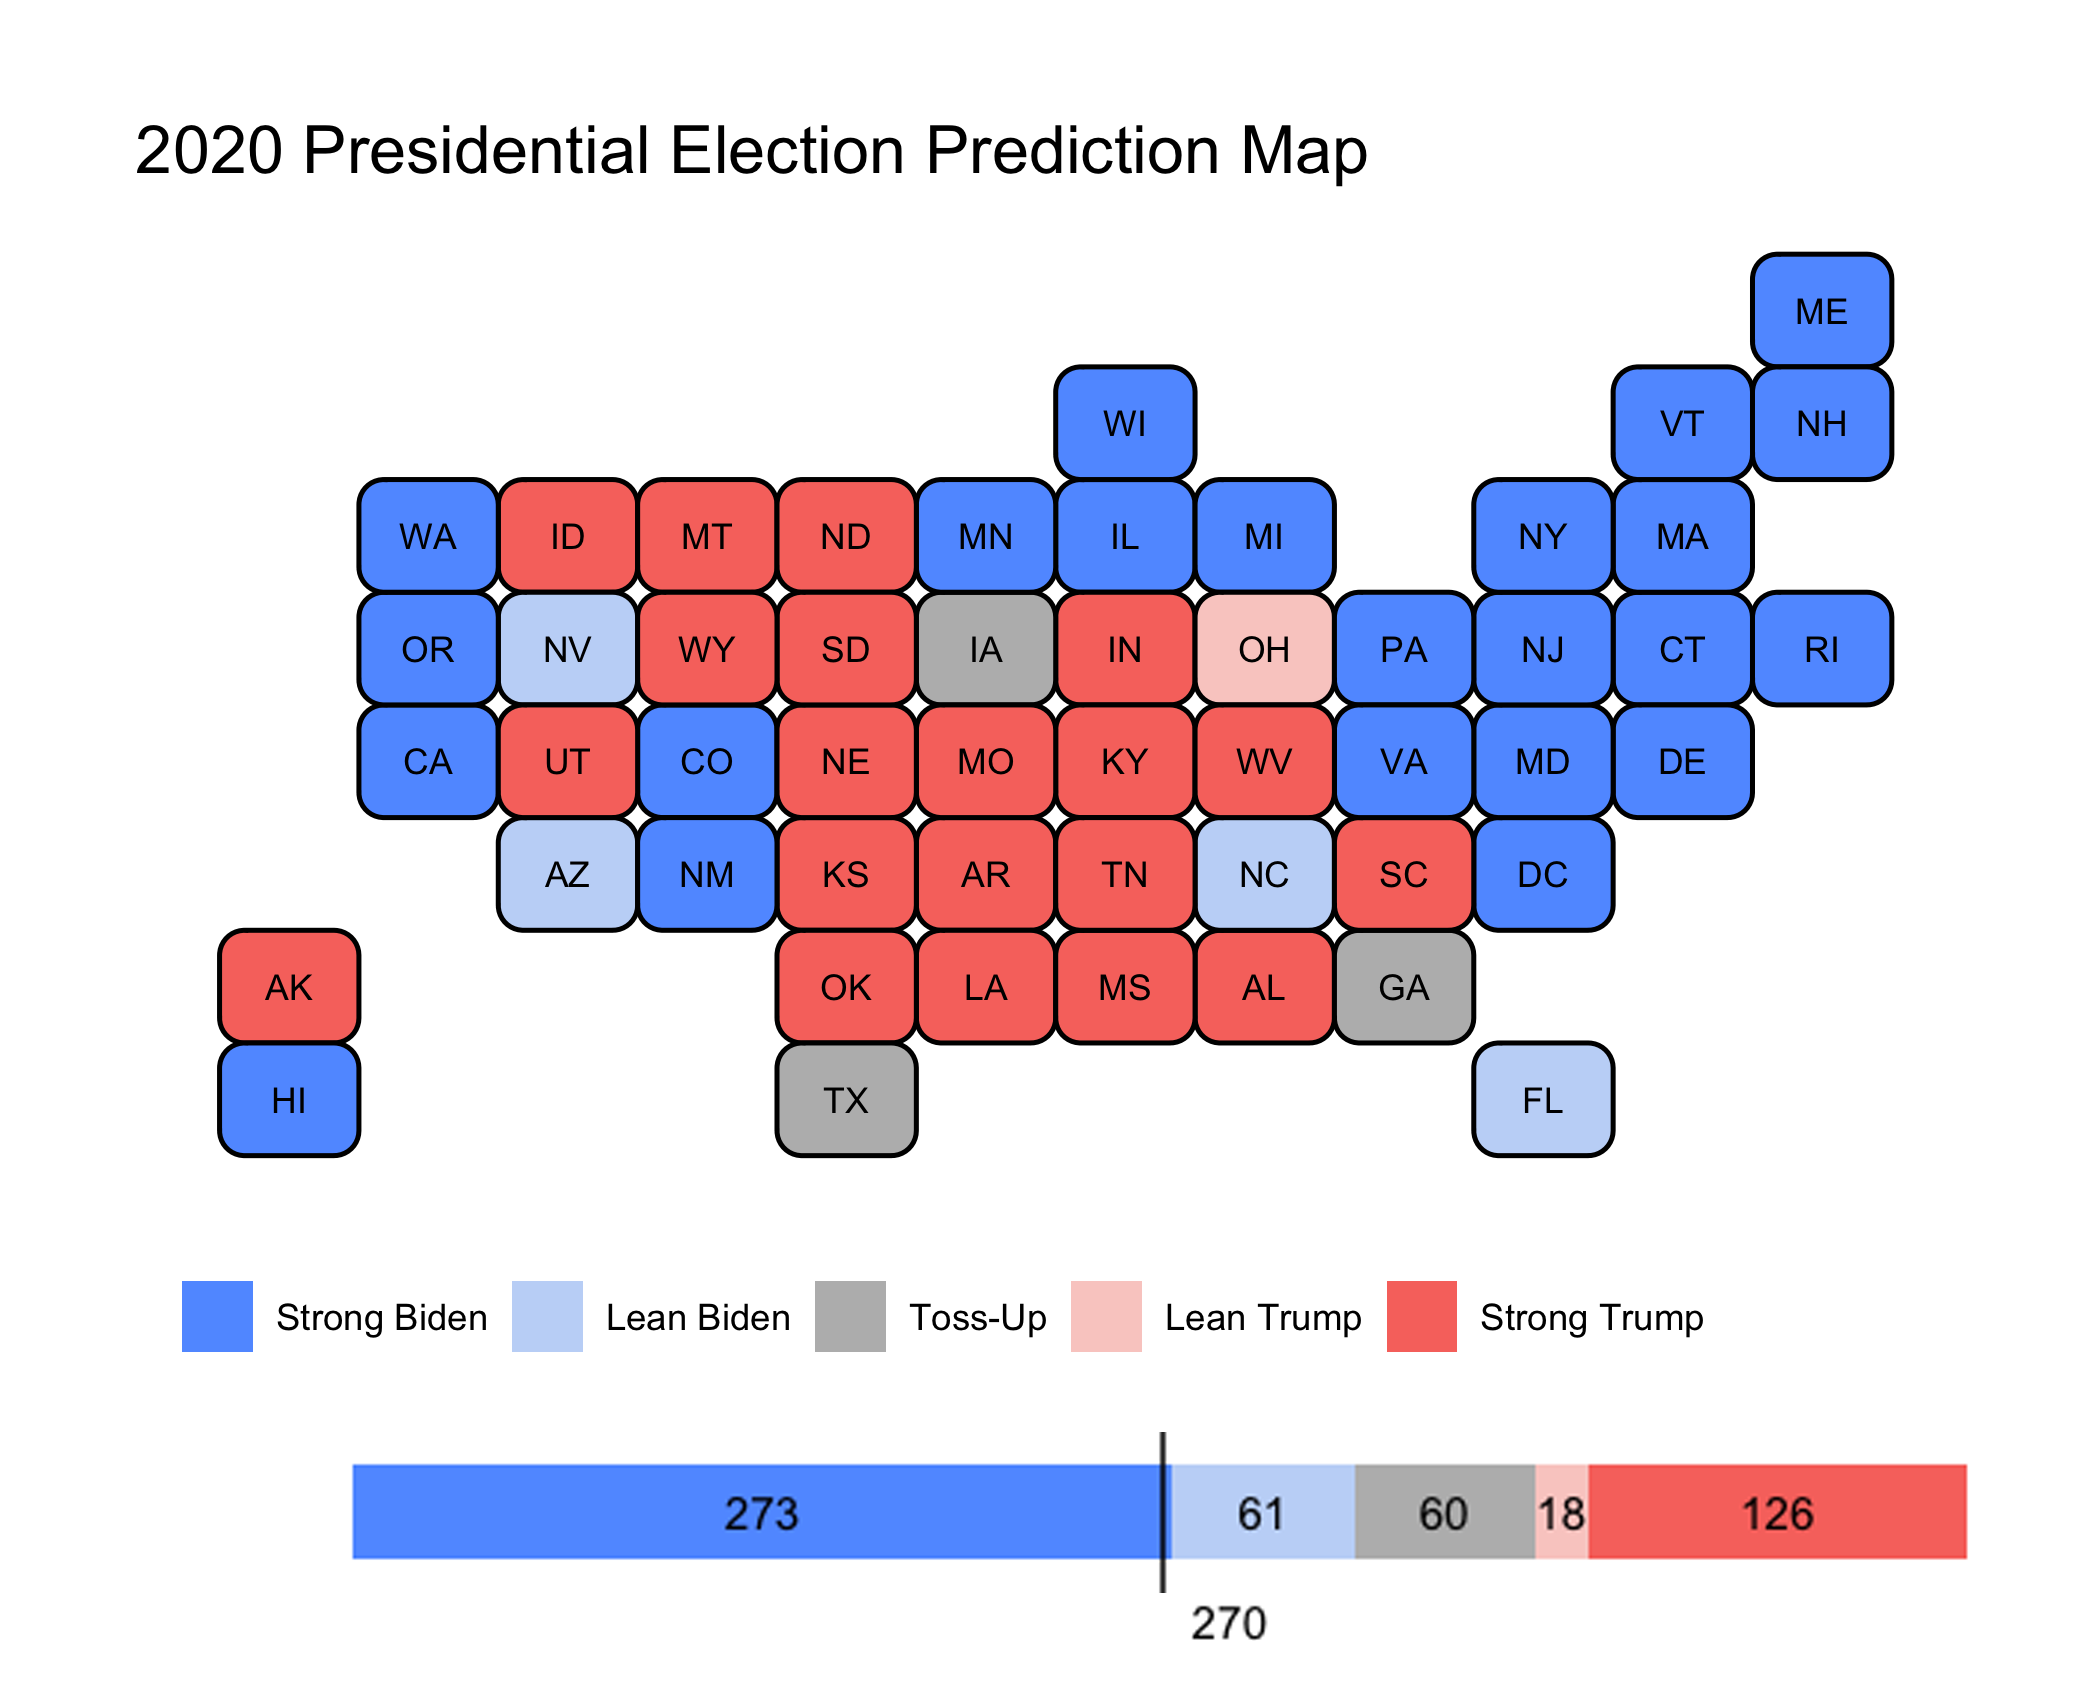 2020 Presidential Election Prediction Map
ME
WI VT NH
WA ID MT ND MN IL MI NY MA
OR NV WY SD IA IN OH PA NJ CT RI
CA UT CO NE MO KY WV VA MD DE
AZ NM KS AR TN NC SC DC
AK OK LA MS AL GA
HI TX FL
Strong Biden Lean Biden Toss-Up Lean Trump Strong Trump
273 61 60 18 126
270